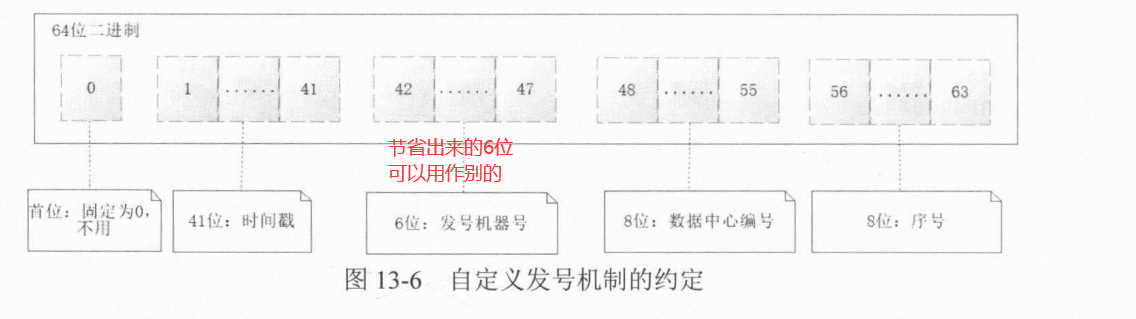 64位二进制
0 1 ...... 41 42 ...... 47 48 ...... 55 56 ...... 63
节省出来的6位
可以用作别的
首位：固定为0，
不用
41位：时间戳
6位：发号机器号
8位：数据中心编号
8位：序号
图 13-6 自定义发号机制的约定